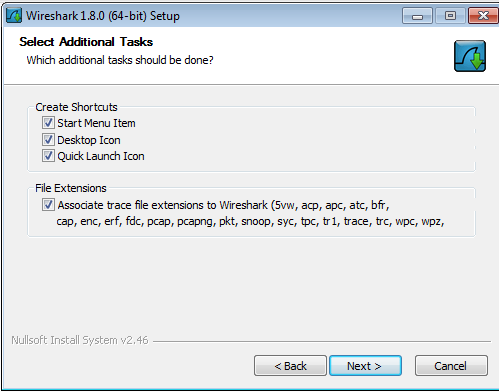 Wireshark 1.8.0 (64-bit) Setup
Select Additional Tasks
Which additional tasks should be done?
Create Shortcuts
Start Menu Item
Desktop Icon
Quick Launch Icon
File Extensions
Associate trace file extensions to Wireshark (5vw, acp, apc, atc, bfr,
cap, enc, erf, fdc, pcap, pcapng, pkt, snoop, syc, tpc, tr1, trace, trc, wpc, wpz,
Nullsoft Install System v2.46
< Back
Next >
Cancel